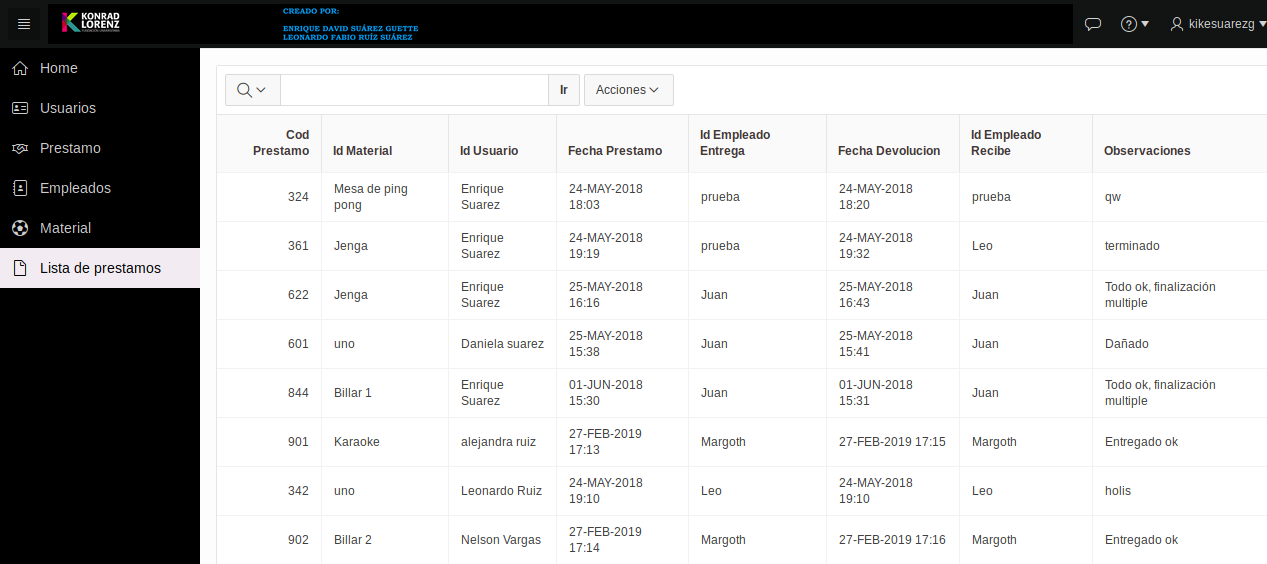 KONRAD
LORENZ
FUNDACIÓN UNIVERSITARIA
CREADO POR:
ENRIQUE DAVID SUÁREZ GUETTE
LEONARDO FABIO RUÍZ SUÁREZ
kikesuarezg
Home
Usuarios
Prestamo
Empleados
Material
Lista de prestamos
Ir
Acciones
Cod
Prestamo
Id Material
Id Usuario
Fecha Prestamo
Id Empleado
Entrega
Fecha Devolucion
Id Empleado
Recibe
Observaciones
324
Mesa de ping
pong
Enrique
Suarez
24-MAY-2018
18:03
prueba
24-MAY-2018
18:20
prueba
qw
361
Jenga
Enrique
Suarez
24-MAY-2018
19:19
prueba
24-MAY-2018
19:32
Leo
terminado
622
Jenga
Enrique
Suarez
25-MAY-2018
16:16
Juan
25-MAY-2018
16:43
Juan
Todo ok, finalización
multiple
601
uno
Daniela suarez
25-MAY-2018
15:38
Juan
25-MAY-2018
15:41
Juan
Dañado
844
Billar 1
Enrique
Suarez
01-JUN-2018
15:30
Juan
01-JUN-2018
15:31
Juan
Todo ok, finalización
multiple
901
Karaoke
alejandra ruiz
27-FEB-2019
17:13
Margoth
27-FEB-2019 17:15
Margoth
Entregado ok
342
uno
Leonardo Ruiz
24-MAY-2018
19:10
Leo
24-MAY-2018
19:10
Leo
holis
902
Billar 2
Nelson Vargas
27-FEB-2019
17:14
Margoth
27-FEB-2019 17:16
Margoth
Entregado ok